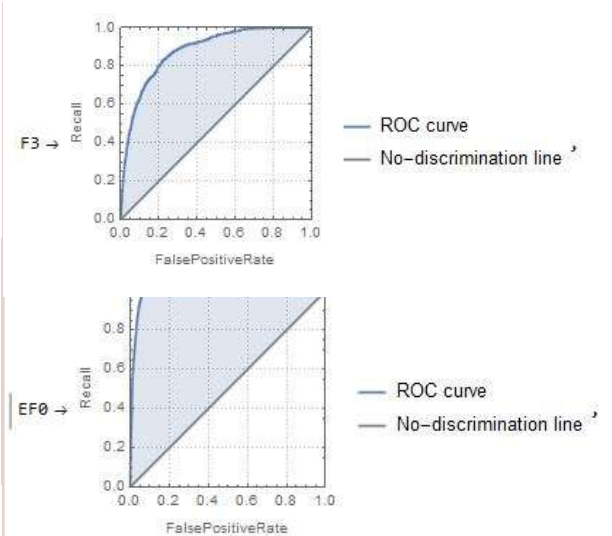 1.0
0.8
0.6
0.4
0.2
0.0
Recall
F3 →
0.0 0.2 0.4 0.6 0.8 1.0
FalsePositiveRate
ROC curve
No-discrimination line ,
0.8
0.6
0.4
0.2
0.0
Recall
EF0 →
0.0 0.2 0.4 0.6 0.8 1.0
FalsePositiveRate
ROC curve
No-discrimination line ,